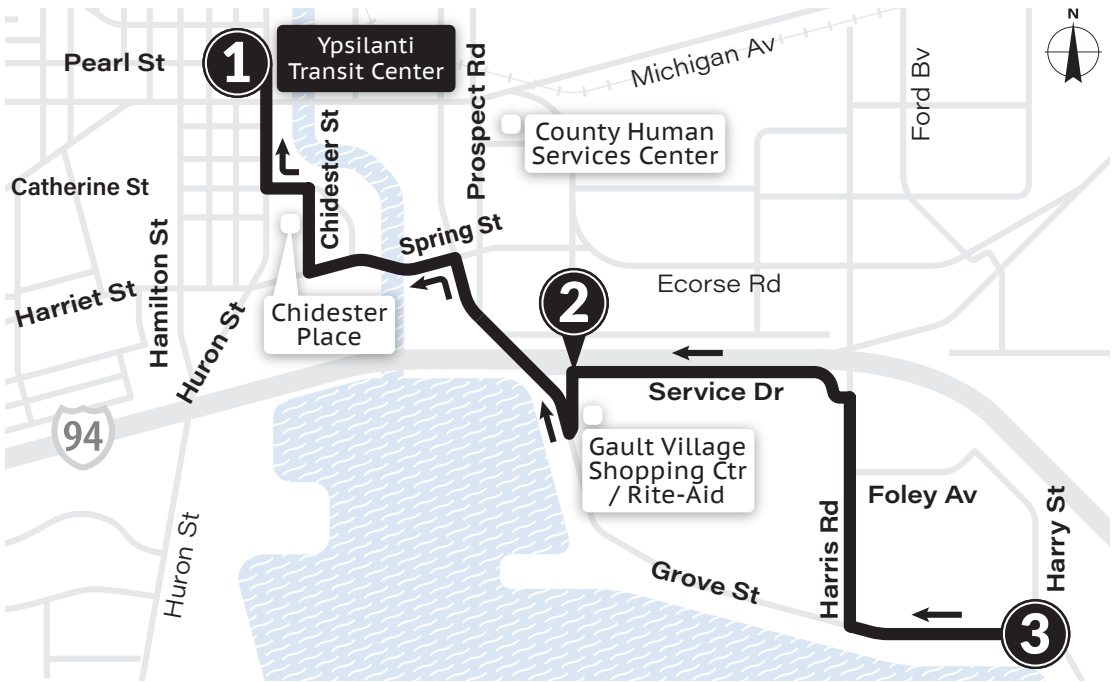 Pearl St
1
Ypsilanti
Transit Center
Prospect Rd
Michigan Av
Ford Bv
N
County Human
Services Center
Chidester St
Catherine St
Spring St
Hamilton St
Harriet St
Huron St
Chidester
Place
Ecorse Rd
2
Service Dr
94
Gault Village
Shopping Ctr
/ Rite-Aid
Foley Av
Harris Rd
Harry St
Huron St
Grove St
3